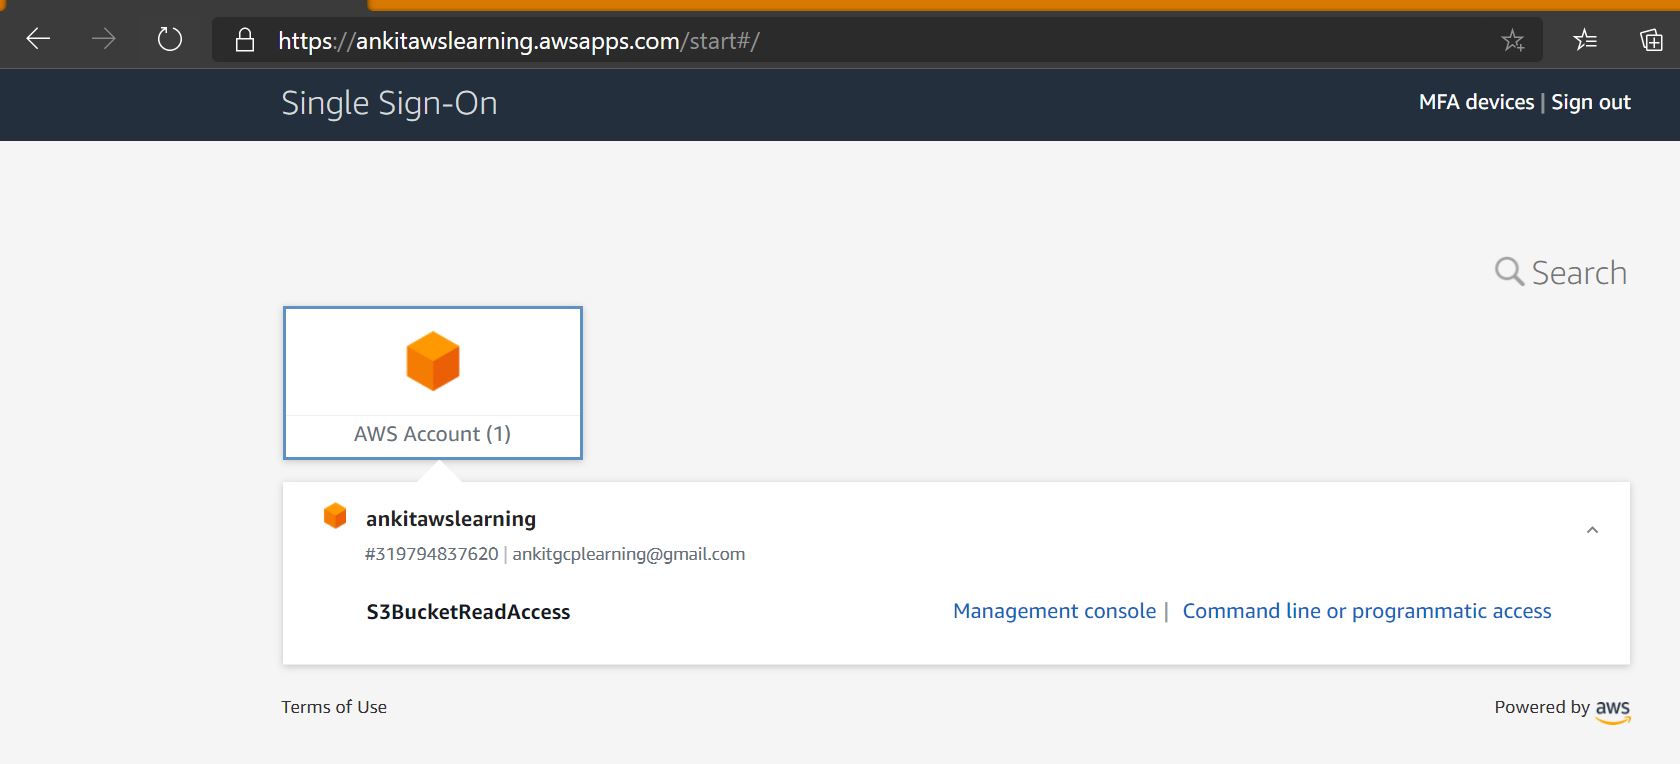 https://ankitawslearning.awsapps.com/start#/
Single Sign-On
MFA devices | Sign out
Search
AWS Account (1)
ankitawslearning
#319794837620 | ankitgcplearning@gmail.com
S3BucketReadAccess Management console | Command line or programmatic access
Terms of Use
Powered by aws